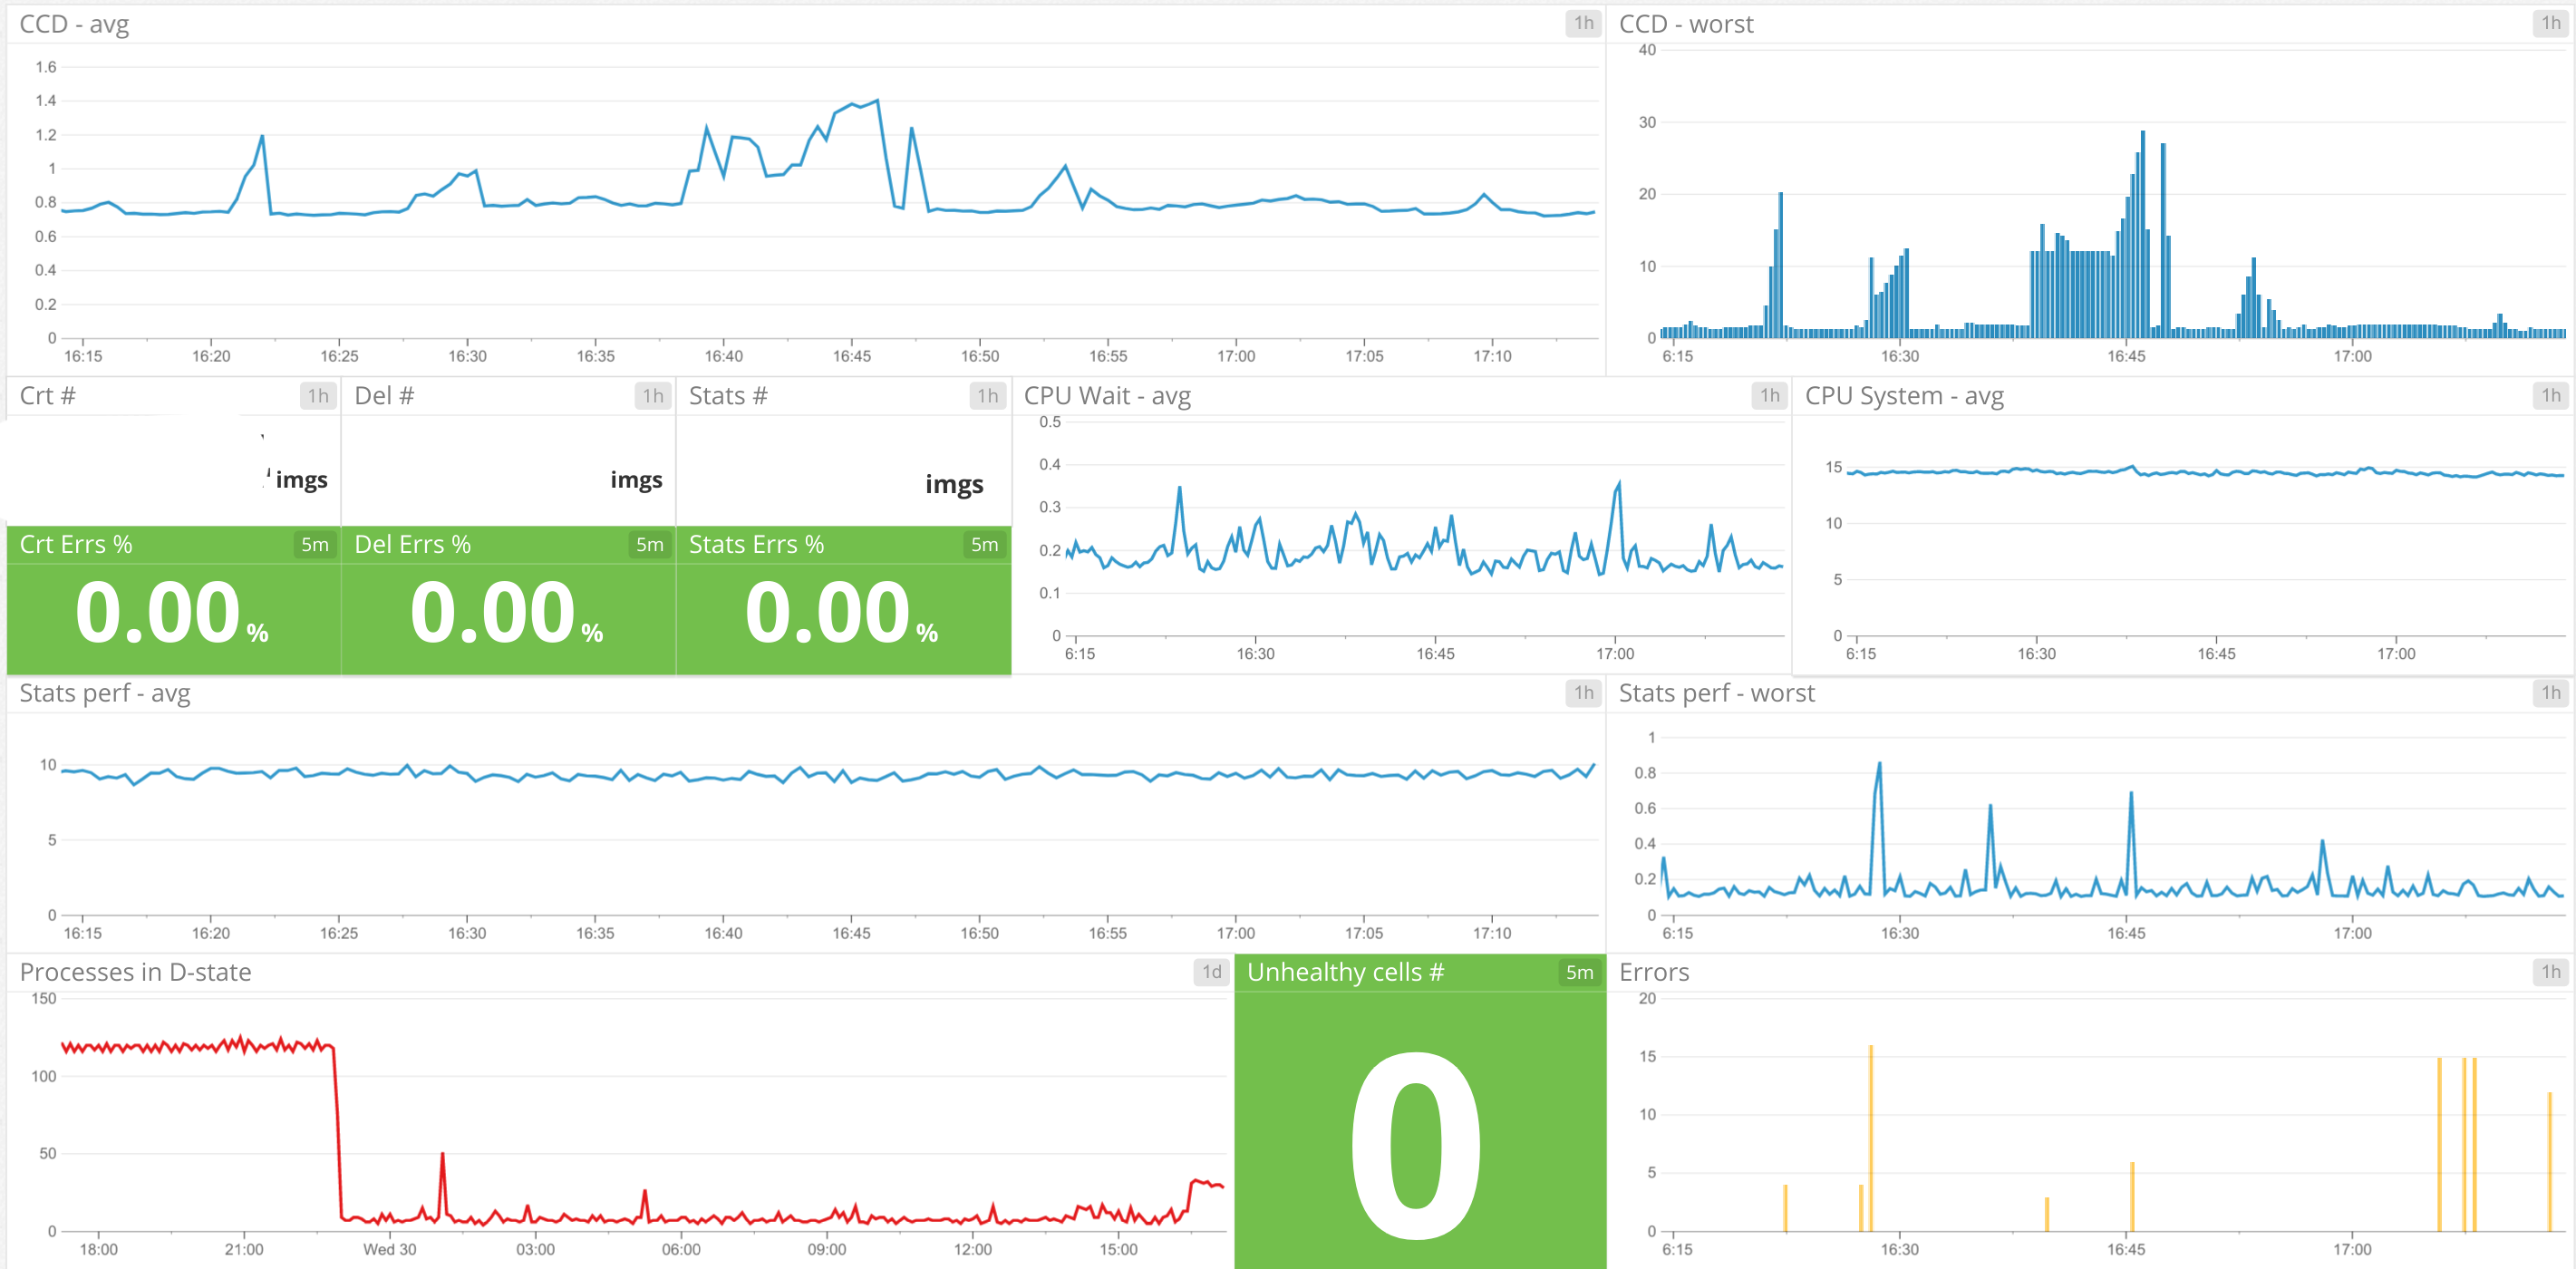 CCD - avg 1h
1.6
1.4
1.2
1
0.8
0.6
0.4
0.2
0
16:15 16:20 16:25 16:30 16:35 16:40 16:45 16:50 16:55 17:00 17:05 17:10
CCD - worst 1h
40
30
20
10
0
6:15 16:30 16:45 17:00
Crt # 1h
imgs
Del # 1h
imgs
Stats # 1h
imgs
Crt Errs % 5m
0.00 %
Del Errs % 5m
0.00 %
Stats Errs % 5m
0.00 %
CPU Wait - avg 1h
0.5
0.4
0.3
0.2
0.1
0
6:15 16:30 16:45 17:00
CPU System - avg 1h
15
10
5
0
6:15 16:30 16:45 17:00
Stats perf - avg 1h
10
5
0
16:15 16:20 16:25 16:30 16:35 16:40 16:45 16:50 16:55 17:00 17:05 17:10
Stats perf - worst 1h
1
0.8
0.6
0.4
0.2
0
6:15 16:30 16:45 17:00
Processes in D-state 1d
150
100
50
0
18:00 21:00 Wed 30 03:00 06:00 09:00 12:00 15:00
Unhealthy cells # 5m
0
Errors 1h
20
15
10
5
0
6:15 16:30 16:45 17:00